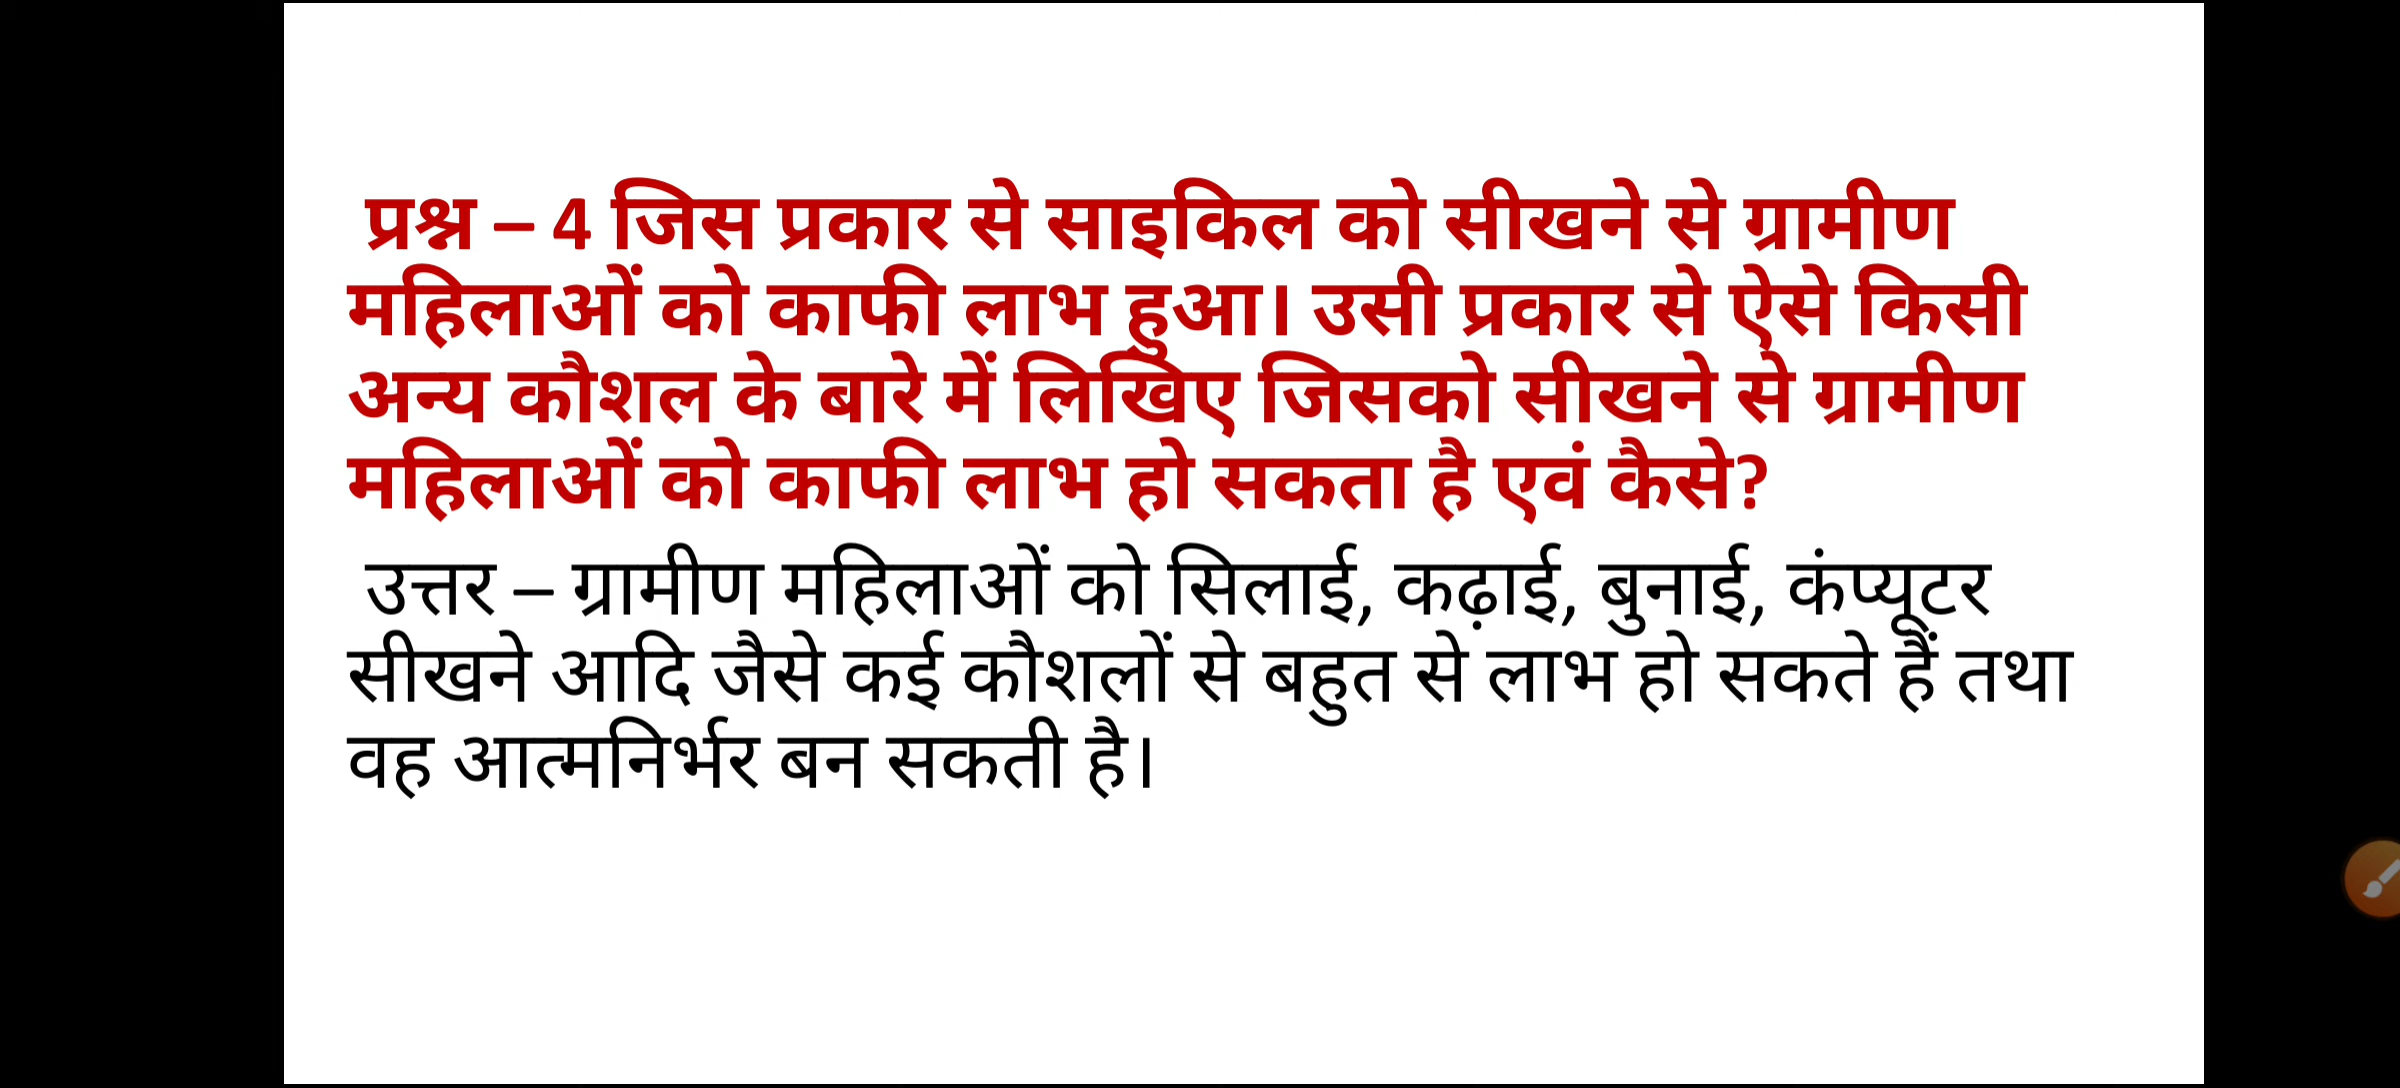 प्रश्न – 4 जिस प्रकार से साइकिल को सीखने से ग्रामीण
महिलाओं को काफी लाभ हुआ। उसी प्रकार से ऐसे किसी
अन्य कौशल के बारे में लिखिए जिसको सीखने से ग्रामीण
महिलाओं को काफी लाभ हो सकता है एवं कैसे?
उत्तर – ग्रामीण महिलाओं को सिलाई, कढ़ाई, बुनाई, कंप्यूटर
सीखने आदि जैसे कई कौशलों से बहुत से लाभ हो सकते हैं तथा
वह आत्मनिर्भर बन सकती है।